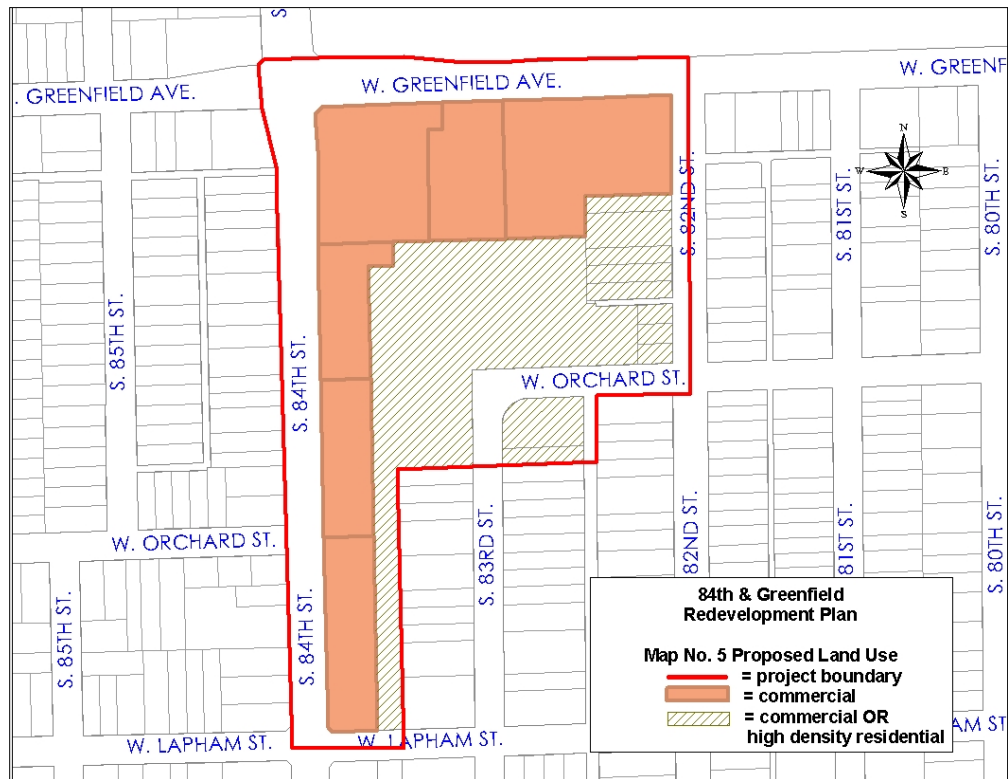 S
W. GREENFIELD AVE.
. GREENFIELD AVE.
W. GREENF
N
W
E
S
S. 82ND ST.
S. 81ST ST.
S. 80TH ST.
S. 85TH ST.
S. 84TH ST.
W. ORCHARD ST.
W. ORCHARD ST.
S. 83RD ST.
82ND ST.
81ST ST.
S. 80TH ST.
S. 85TH ST.
S. 84TH ST.
84th & Greenfield
Redevelopment Plan
Map No. 5 Proposed Land Use
= project boundary
= commercial
= commercial OR
high density residential
W. LAPHAM ST.
W. LAPHAM ST.
AM ST.